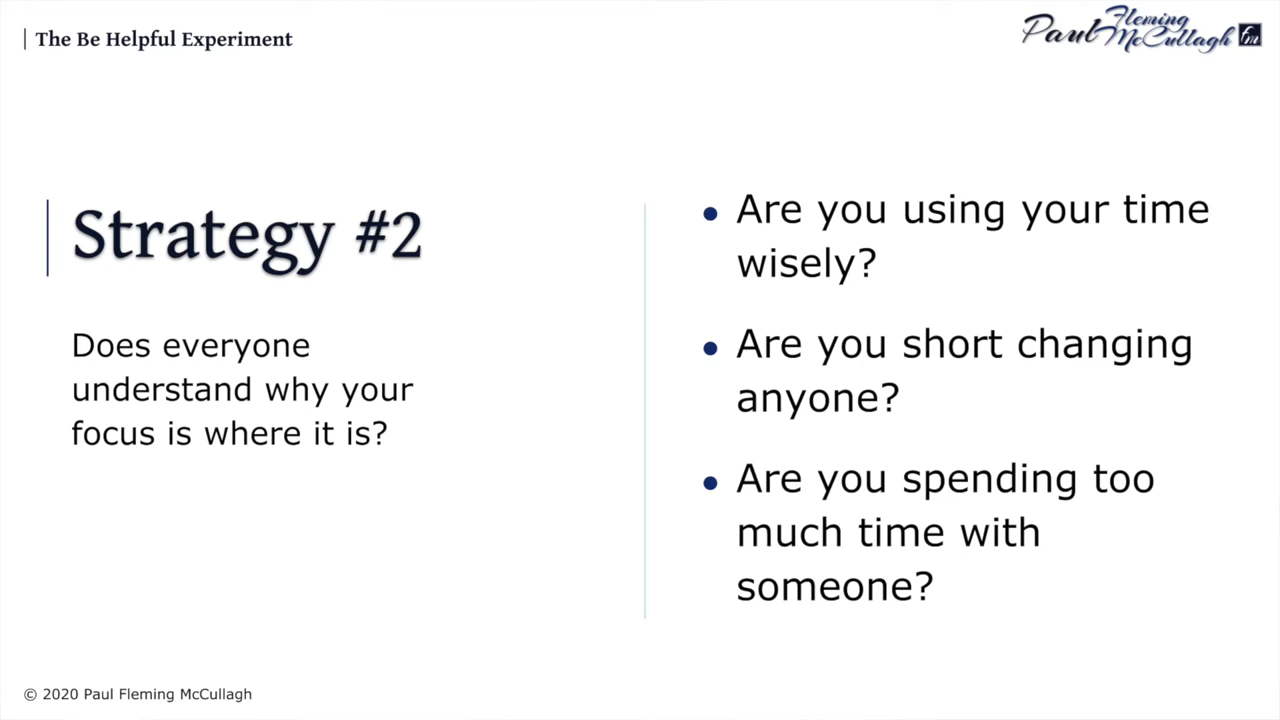 The Be Helpful Experiment
Paul Fleming McCullagh fm
Strategy #2
Does everyone
understand why your
focus is where it is?
• Are you using your time
wisely?
• Are you short changing
anyone?
• Are you spending too
much time with
someone?
© 2020 Paul Fleming McCullagh